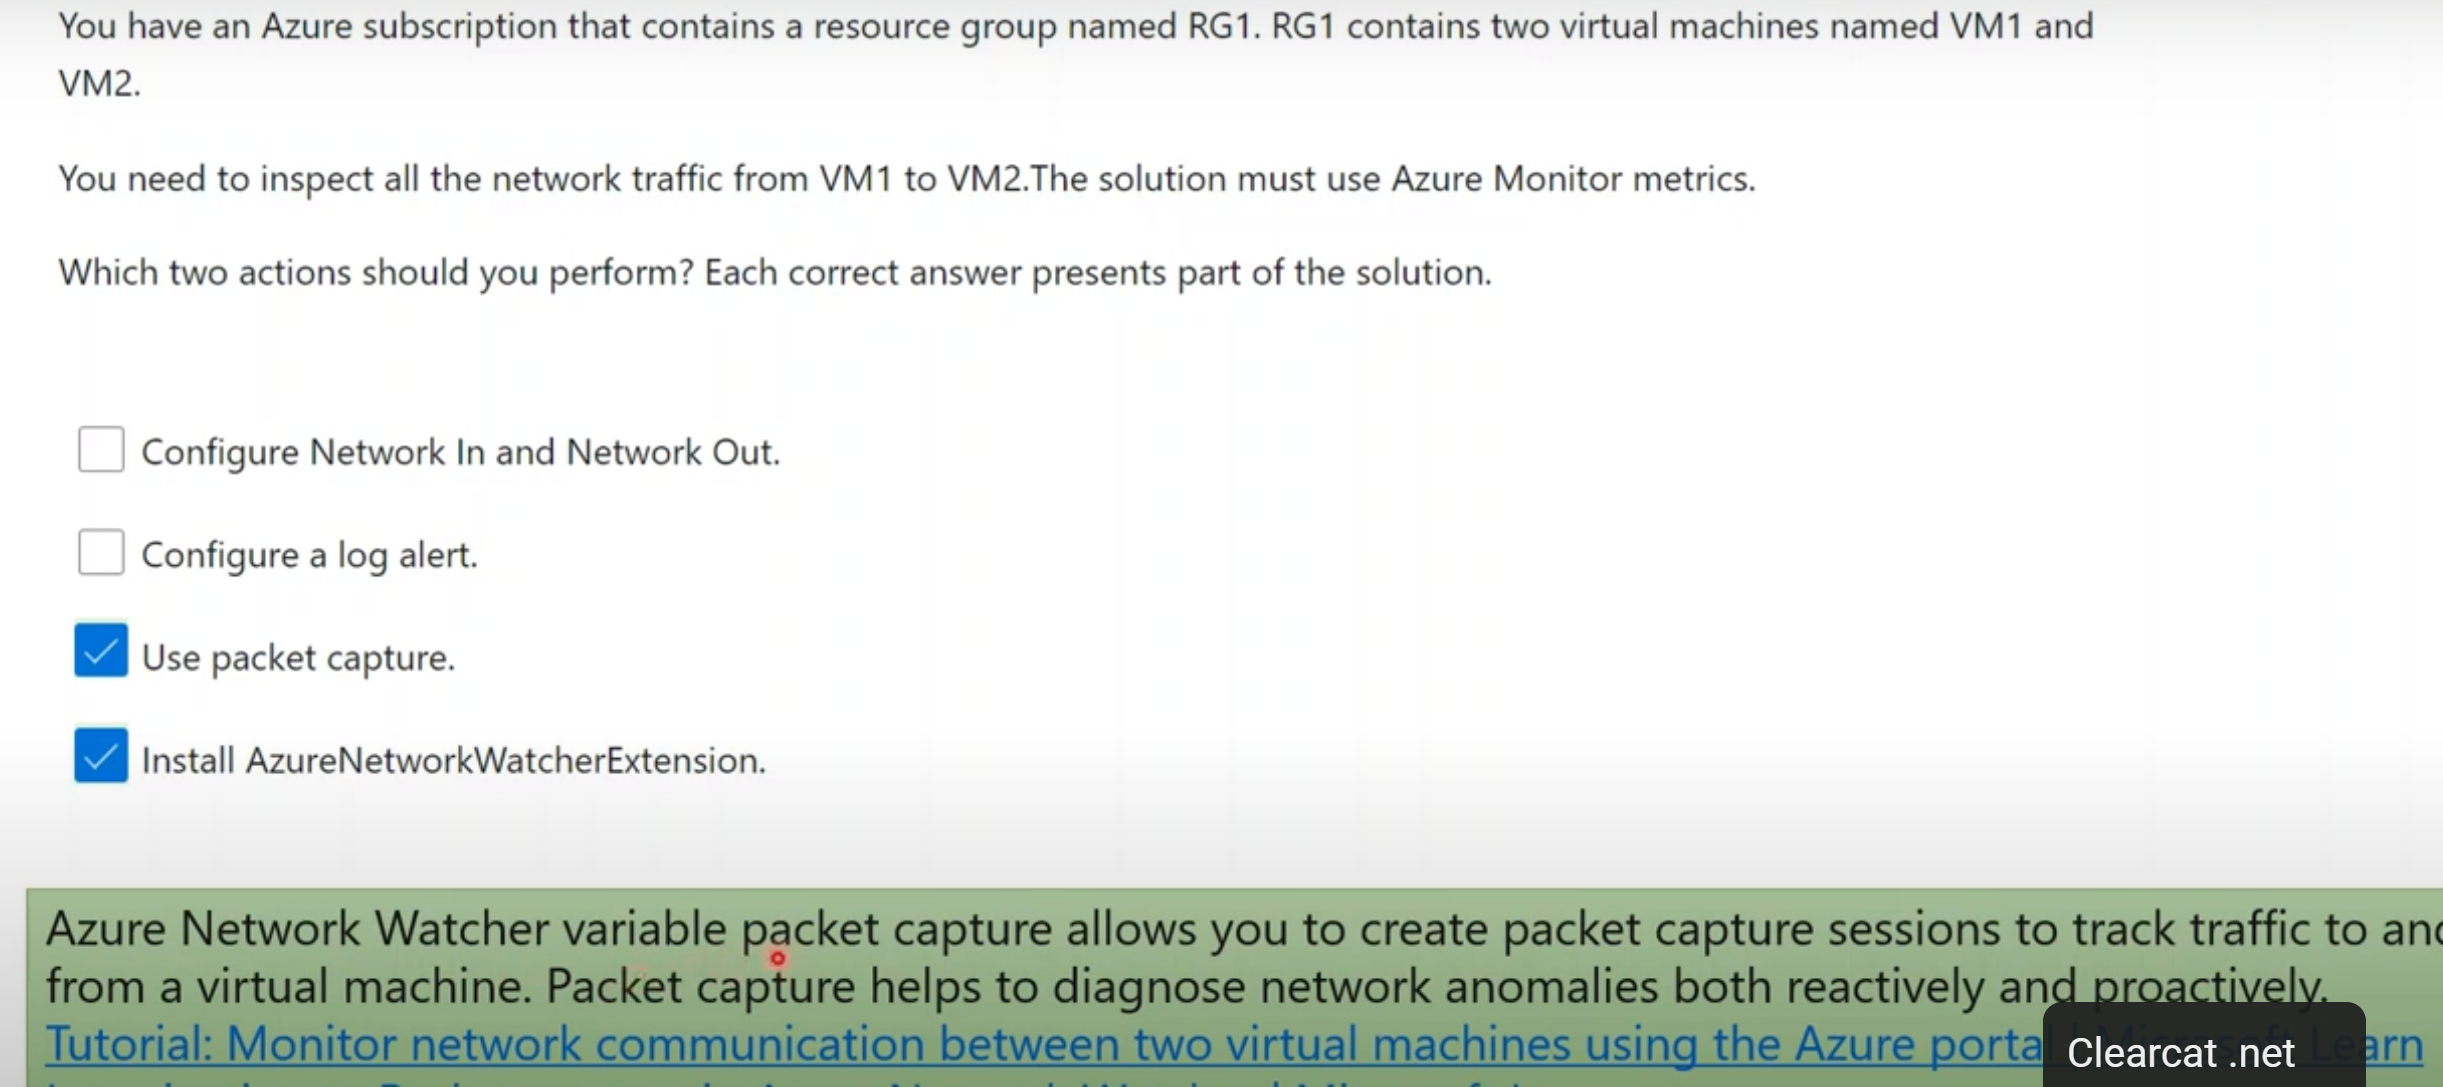 You have an Azure subscription that contains a resource group named RG1. RG1 contains two virtual machines named VM1 and
VM2.
You need to inspect all the network traffic from VM1 to VM2.The solution must use Azure Monitor metrics.
Which two actions should you perform? Each correct answer presents part of the solution.
Configure Network In and Network Out.
Configure a log alert.
Use packet capture.
Install AzureNetworkWatcherExtension.
Azure Network Watcher variable packet capture allows you to create packet capture sessions to track traffic to
from a virtual machine. Packet capture helps to diagnose network anomalies both reactively and proactively.
Tutorial: Monitor network communication between two virtual machines using the Azure portal | Microsoft Learn
Clearcat .net